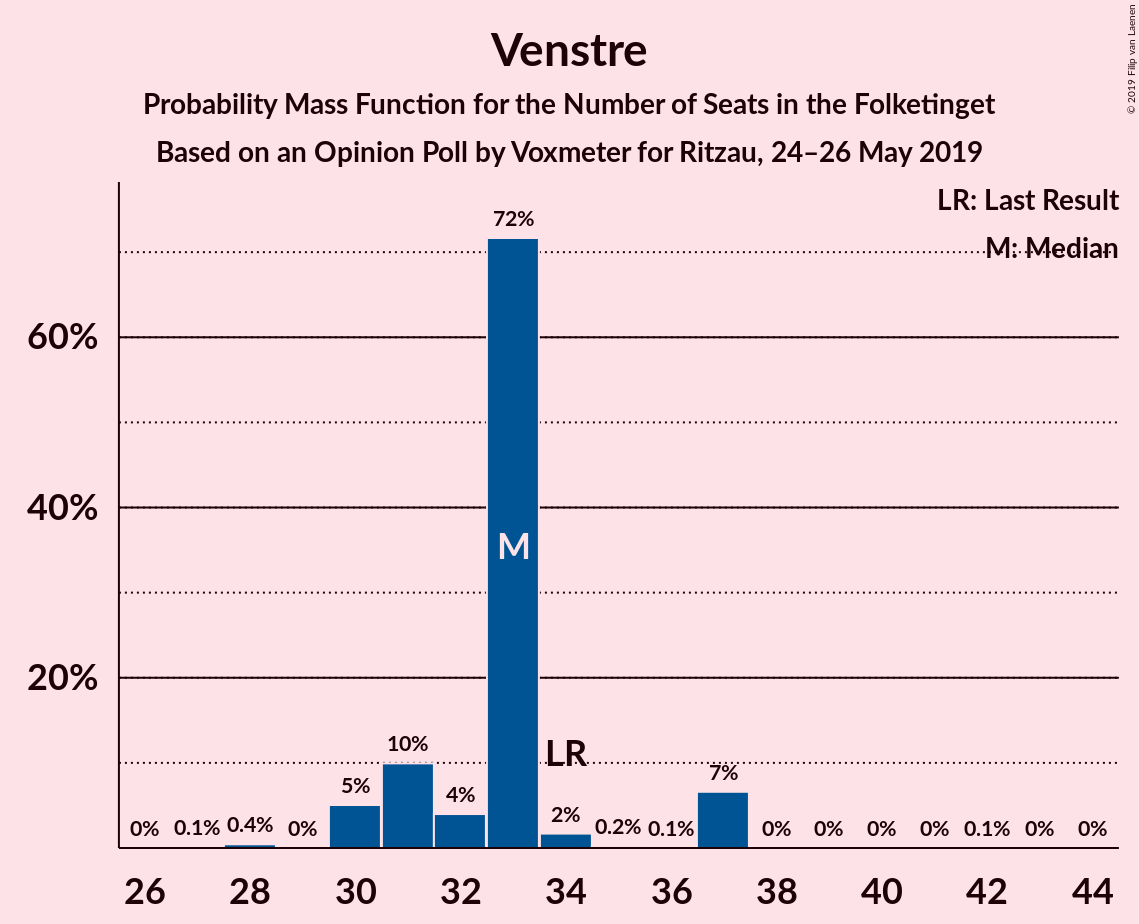 Venstre
Probability Mass Function for the Number of Seats in the Folketinget
Based on an Opinion Poll by Voxmeter for Ritzau, 24–26 May 2019
© 2019 Filip van Laenen
LR: Last Result
M: Median
72%
60%
40%
M
20%
LR
10%
7%
5%
4%
2%
0% 0.1% 0.4% 0% 0.2% 0.1% 0% 0% 0% 0% 0.1% 0% 0%
26 28 30 32 34 36 38 40 42 44